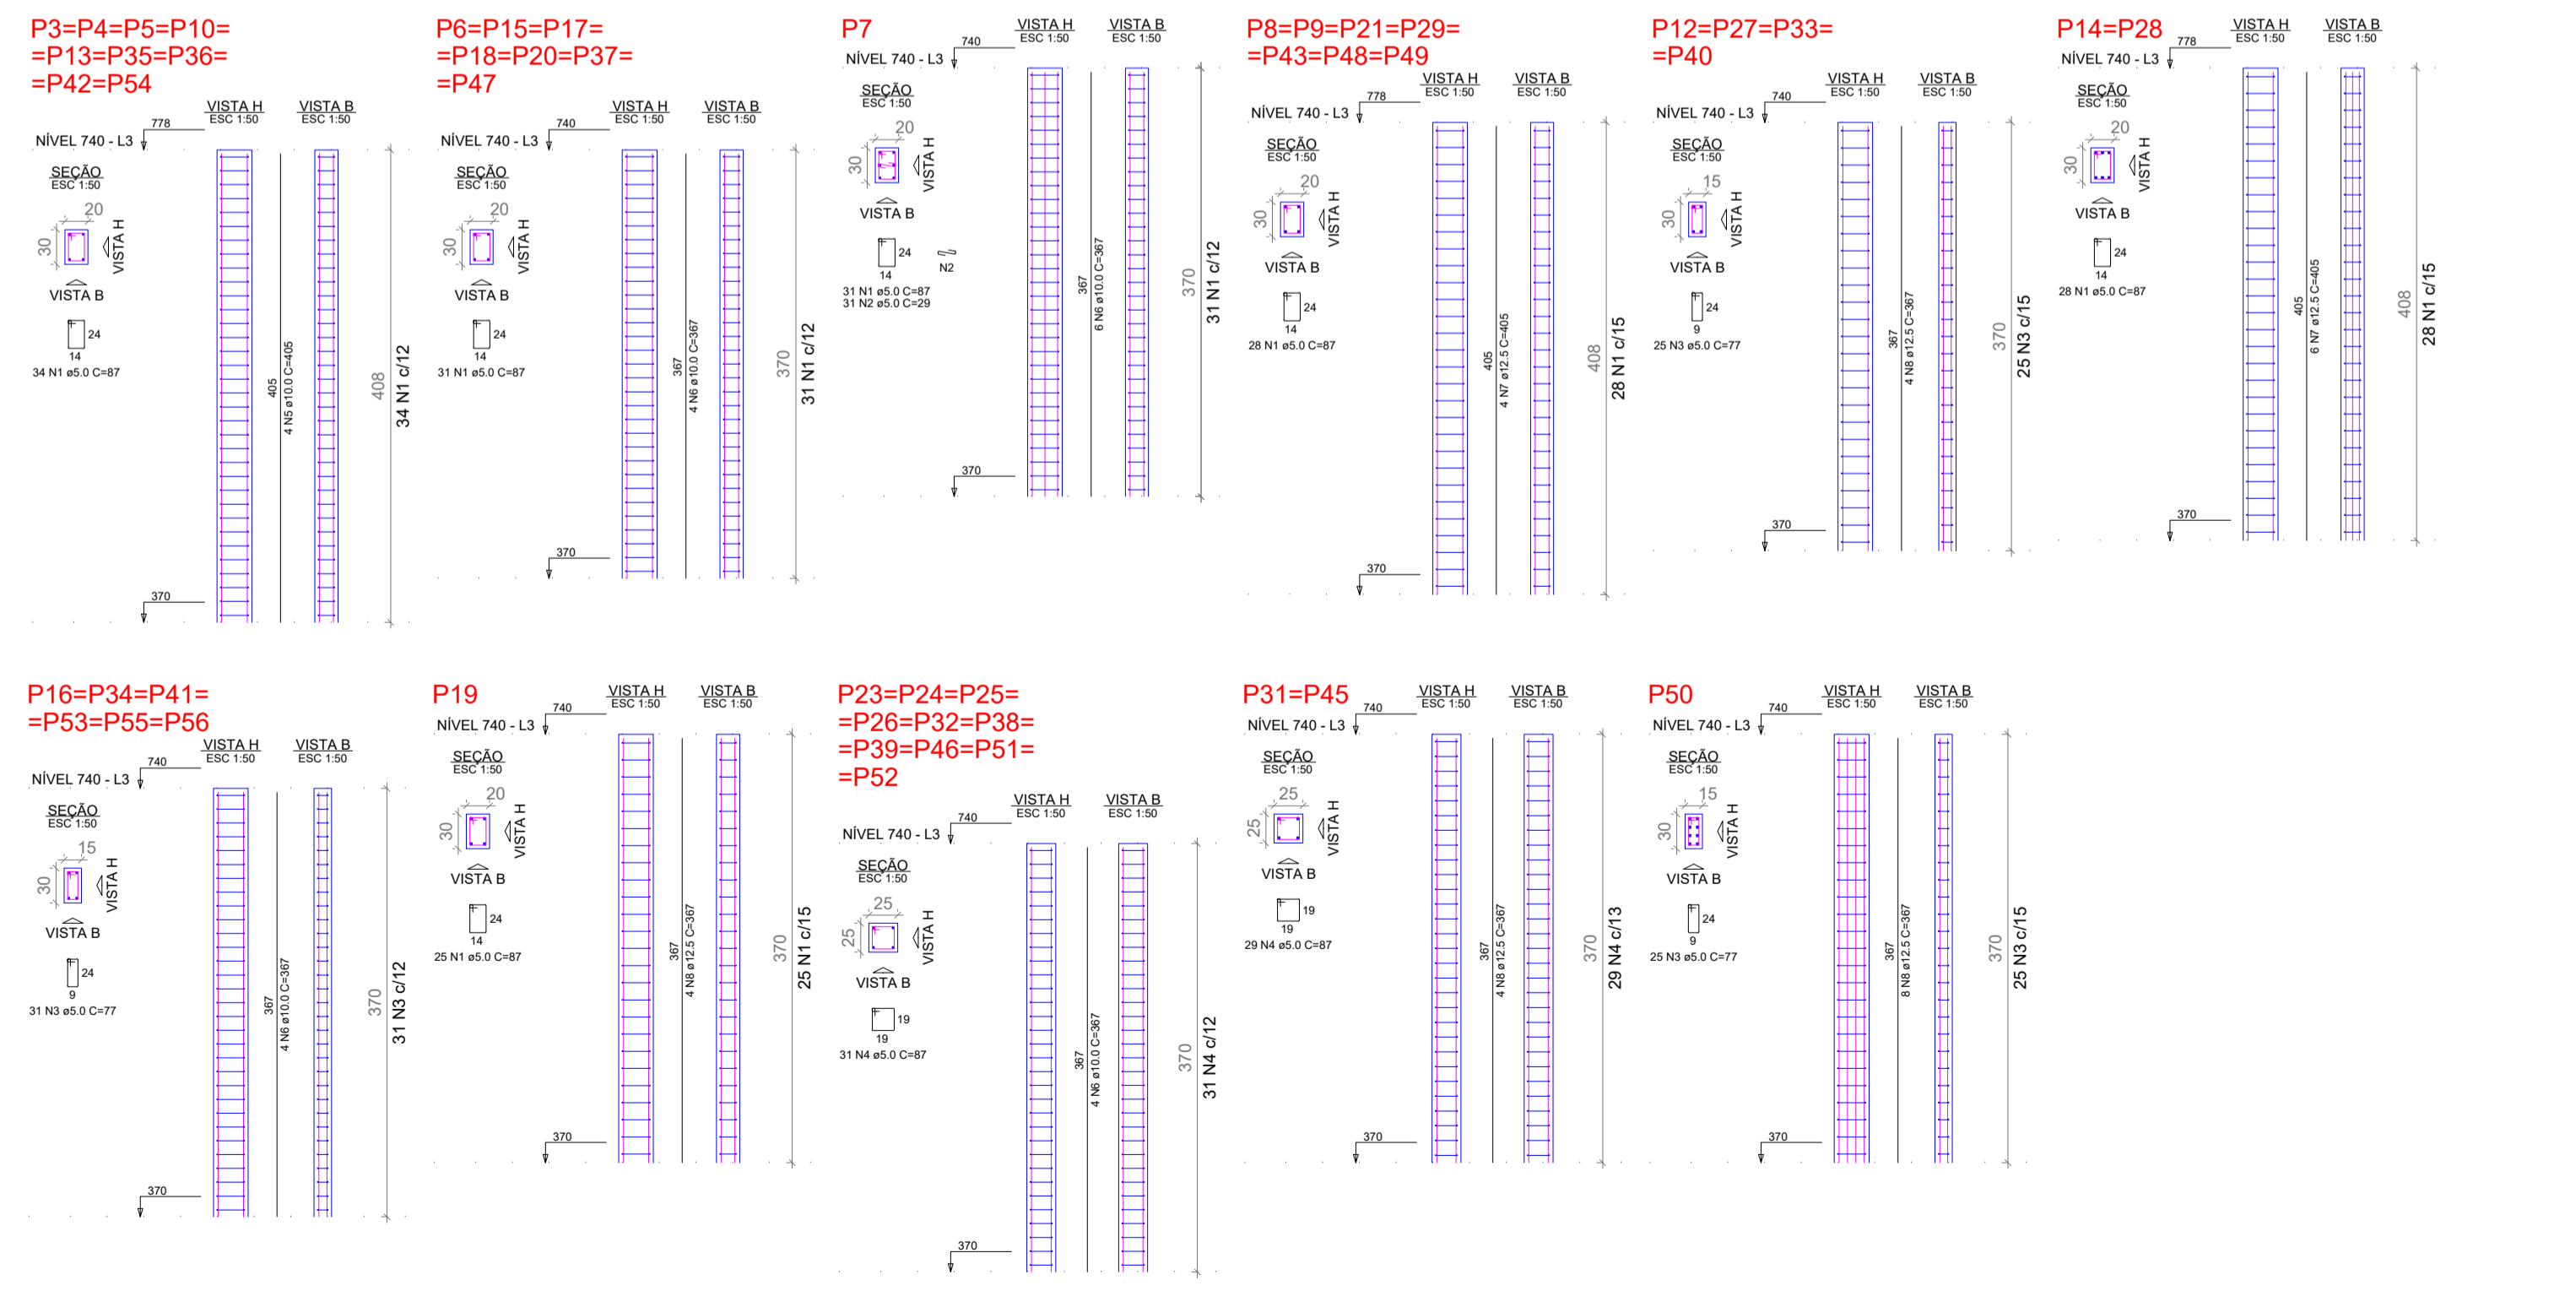 P3=P4=P5=P10=
=P13=P35=P36=
=P42=P54
VISTA H
ESC 1:50
VISTA B
ESC 1:50
NÍVEL 740 - L3
778
SEÇÃO
ESC 1:50
20
30
VISTA H
VISTA B
24
14
34 N1 ø5.0 C=87
405
4 N5 ø10.0 C=405
408
34 N1 c/12
370
P6=P15=P17=
=P18=P20=P37=
=P47
VISTA H
ESC 1:50
VISTA B
ESC 1:50
NÍVEL 740 - L3
740
SEÇÃO
ESC 1:50
20
30
VISTA H
VISTA B
24
14
31 N1 ø5.0 C=87
367
4 N6 ø10.0 C=367
370
31 N1 c/12
370
P7
VISTA H
ESC 1:50
VISTA B
ESC 1:50
NÍVEL 740 - L3
740
SEÇÃO
ESC 1:50
20
30
VISTA H
VISTA B
24
14
N2
31 N1 ø5.0 C=87
31 N2 ø5.0 C=29
367
6 N6 ø10.0 C=367
370
31 N1 c/12
370
P8=P9=P21=P29=
=P43=P48=P49
VISTA H
ESC 1:50
VISTA B
ESC 1:50
NÍVEL 740 - L3
778
SEÇÃO
ESC 1:50
20
30
VISTA H
VISTA B
24
14
28 N1 ø5.0 C=87
405
4 N7 ø12.5 C=405
408
28 N1 c/15
370
P12=P27=P33=
=P40
VISTA H
ESC 1:50
VISTA B
ESC 1:50
NÍVEL 740 - L3
740
SEÇÃO
ESC 1:50
15
30
VISTA H
VISTA B
24
9
25 N3 ø5.0 C=77
367
4 N8 ø12.5 C=367
370
25 N3 c/15
370
P14=P28
VISTA H
ESC 1:50
VISTA B
ESC 1:50
NÍVEL 740 - L3
778
SEÇÃO
ESC 1:50
20
30
VISTA H
VISTA B
24
14
28 N1 ø5.0 C=87
405
6 N7 ø12.5 C=405
408
28 N1 c/15
370
P16=P34=P41=
=P53=P55=P56
VISTA H
ESC 1:50
VISTA B
ESC 1:50
NÍVEL 740 - L3
740
SEÇÃO
ESC 1:50
15
30
VISTA H
VISTA B
24
9
31 N3 ø5.0 C=77
367
4 N6 ø10.0 C=367
370
31 N3 c/12
370
P19
VISTA H
ESC 1:50
VISTA B
ESC 1:50
NÍVEL 740 - L3
740
SEÇÃO
ESC 1:50
20
30
VISTA H
VISTA B
24
14
25 N1 ø5.0 C=87
367
4 N8 ø12.5 C=367
370
25 N1 c/15
370
P23=P24=P25=
=P26=P32=P38=
=P39=P46=P51=
=P52
VISTA H
ESC 1:50
VISTA B
ESC 1:50
NÍVEL 740 - L3
740
SEÇÃO
ESC 1:50
25
25
VISTA H
VISTA B
19
19
31 N4 ø5.0 C=87
367
4 N6 ø10.0 C=367
370
31 N4 c/12
370
P31=P45
VISTA H
ESC 1:50
VISTA B
ESC 1:50
NÍVEL 740 - L3
740
SEÇÃO
ESC 1:50
25
25
VISTA H
VISTA B
19
19
29 N4 ø5.0 C=87
367
4 N8 ø12.5 C=367
370
29 N4 c/13
370
P50
VISTA H
ESC 1:50
VISTA B
ESC 1:50
NÍVEL 740 - L3
740
SEÇÃO
ESC 1:50
15
30
VISTA H
VISTA B
24
9
25 N3 ø5.0 C=77
367
8 N8 ø12.5 C=367
370
25 N3 c/15
370